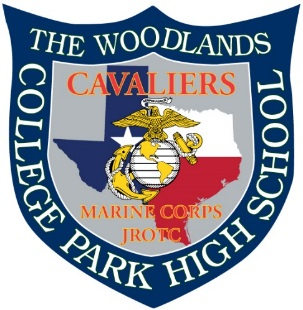 THE WOODLANDS
COLLEGE PARK HIGH SCHOOL
CAVALIERS
MARINE CORPS
JROTC